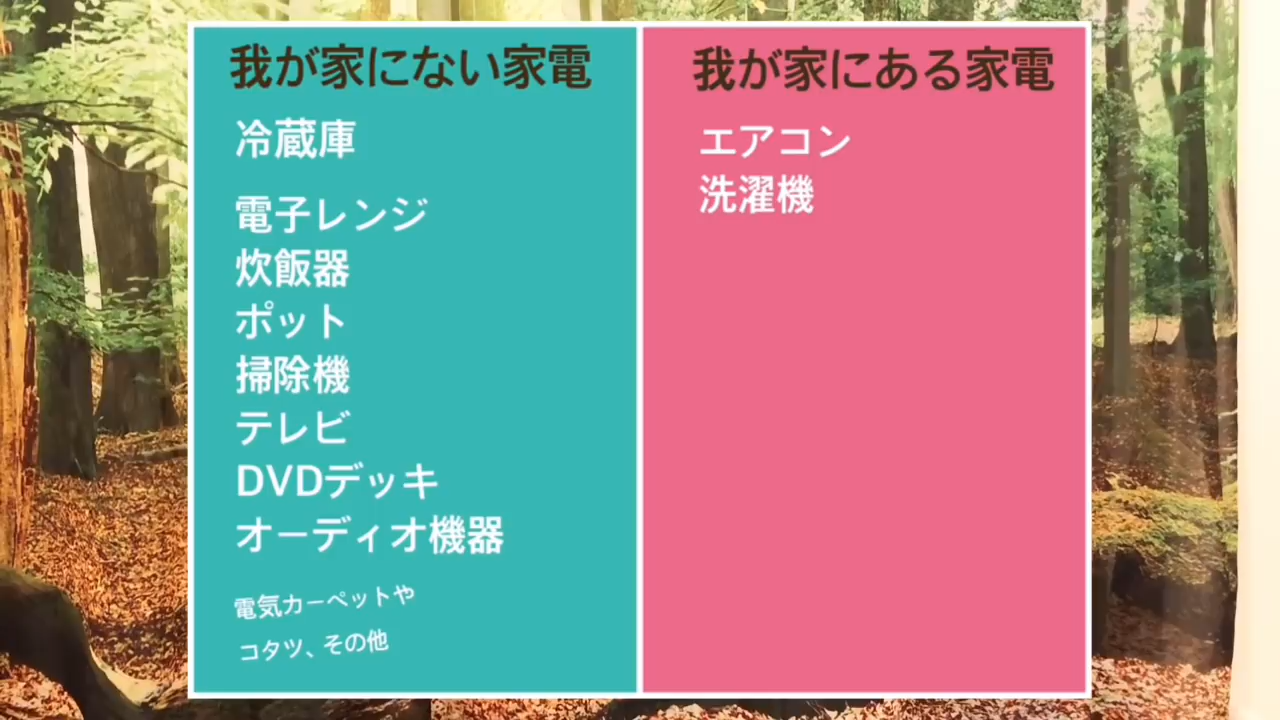 我が家にない家電
冷蔵庫
電子レンジ
炊飯器
ポット
掃除機
テレビ
DVDデッキ
オーディオ機器
電気カーペットや
コタツ、その他
我が家にある家電
エアコン
洗濯機